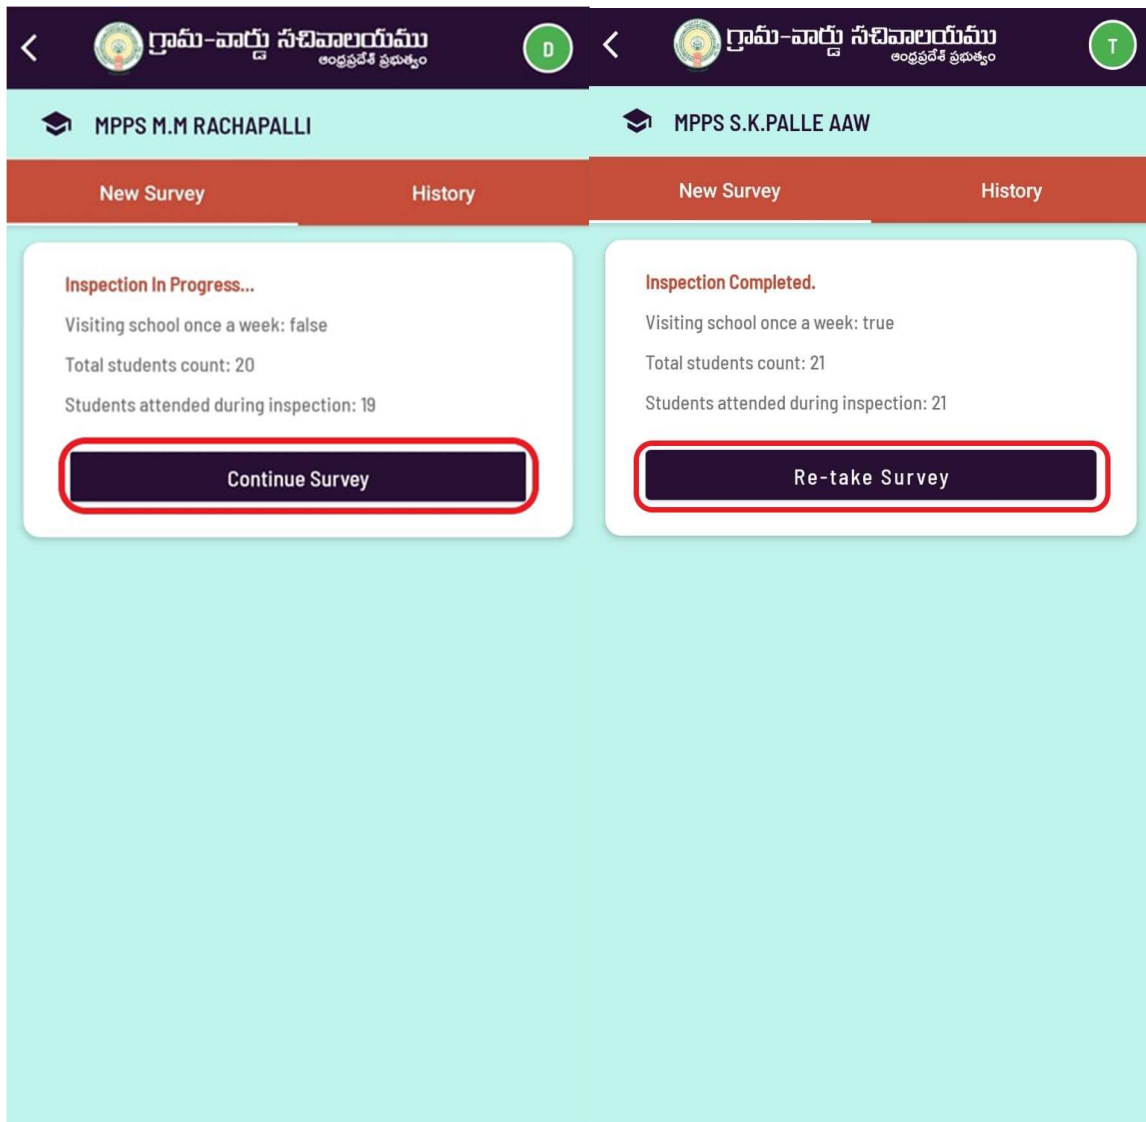 గ్రామ-వార్డు సచివాలయము
ఆంధ్రప్రదేశ్ ప్రభుత్వం
D
MPPS M.M RACHAPALLI
New Survey
History
Inspection In Progress...
Visiting school once a week: false
Total students count: 20
Students attended during inspection: 19
Continue Survey
గ్రామ-వార్డు సచివాలయము
ఆంధ్రప్రదేశ్ ప్రభుత్వం
T
MPPS S.K.PALLE AAW
New Survey
History
Inspection Completed.
Visiting school once a week: true
Total students count: 21
Students attended during inspection: 21
Re-take Survey